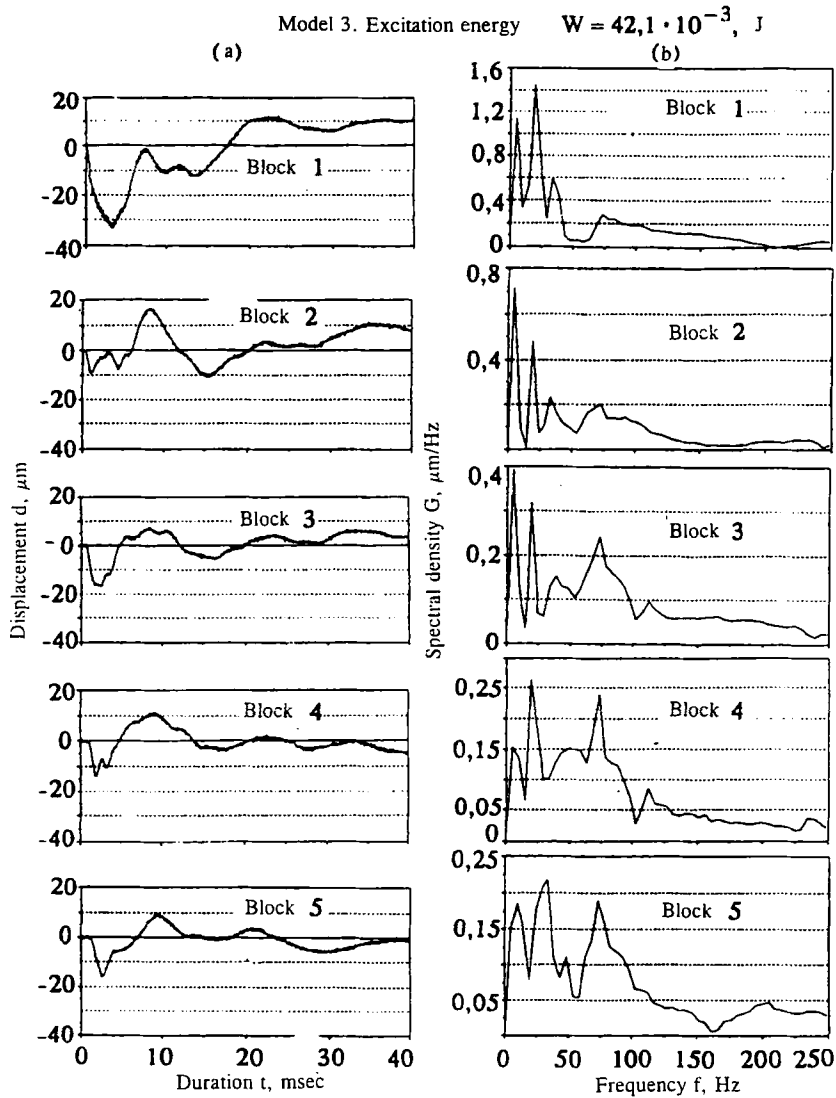 Model 3. Excitation energy W = 42,1 · 10⁻³, J
(a)
(b)
20
0
-20
-40
Block 1
1,6
1,2
0,8
0,4
0
Block 1
20
0
-20
-40
Block 2
0,8
0,4
0
Block 2
20
0
-20
-40
Block 3
0,4
0,2
0
Block 3
20
0
-20
-40
Block 4
0,25
0,15
0,05
0
Block 4
20
0
-20
-40
Block 5
0,25
0,15
0,05
Block 5
Displacement d, μm
Spectral density G, μm/Hz
0 10 20 30 40
Duration t, msec
0 50 100 150 200 250
Frequency f, Hz